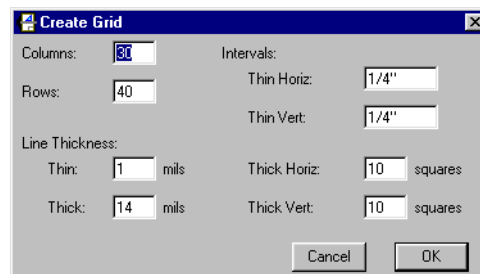 Create Grid
Columns: 30 Intervals:
Thin Horiz: 1/4"
Rows: 40
Thin Vert: 1/4"
Line Thickness:
Thin: 1 mils Thick Horiz: 10 squares
Thick: 14 mils Thick Vert: 10 squares
Cancel OK